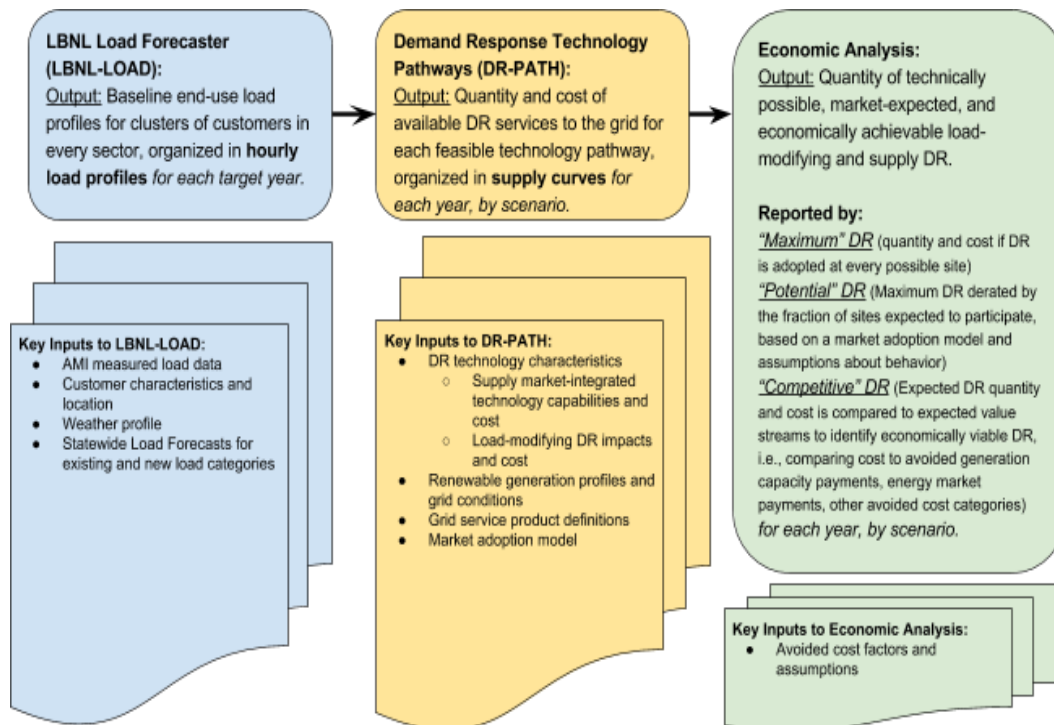 LBNL Load Forecaster
(LBNL-LOAD):
Output: Baseline end-use load
profiles for clusters of customers in
every sector, organized in hourly
load profiles for each target year.
Demand Response Technology
Pathways (DR-PATH):
Output: Quantity and cost of
available DR services to the grid for
each feasible technology pathway,
organized in supply curves for
each year, by scenario.
Economic Analysis:
Output: Quantity of technically
possible, market-expected, and
economically achievable load-
modifying and supply DR.
Reported by:
“Maximum” DR (quantity and cost if DR
is adopted at every possible site)
“Potential” DR (Maximum DR derated by
the fraction of sites expected to participate,
based on a market adoption model and
assumptions about behavior)
“Competitive” DR (Expected DR quantity
and cost is compared to expected value
streams to identify economically viable DR,
i.e., comparing cost to avoided generation
capacity payments, energy market
payments, other avoided cost categories)
for each year, by scenario.
Key Inputs to LBNL-LOAD:
● AMI measured load data
● Customer characteristics and
location
● Weather profile
● Statewide Load Forecasts for
existing and new load categories
Key Inputs to DR-PATH:
● DR technology characteristics
○ Supply market-integrated
technology capabilities and
cost
○ Load-modifying DR impacts
and cost
● Renewable generation profiles and
grid conditions
● Grid service product definitions
● Market adoption model
Key Inputs to Economic Analysis:
● Avoided cost factors and
assumptions